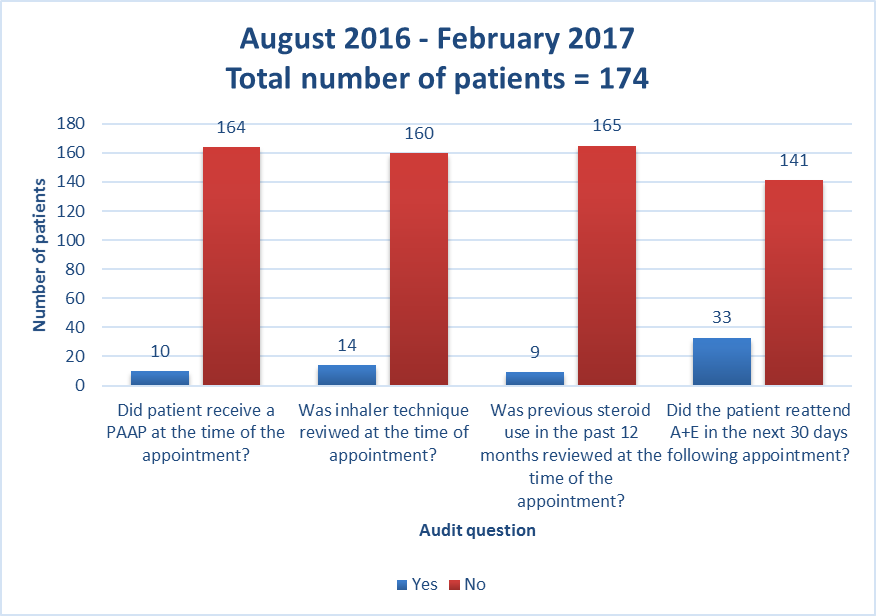 August 2016 - February 2017
Total number of patients = 174
180
160
140
120
100
80
60
40
20
0
Number of patients
10
164
14
160
9
165
33
141
Did patient receive a
PAAP at the time of the
appointment?
Was inhaler technique
reviwed at the time of
appointment?
Was previous steroid
use in the past 12
months reviewed at the
time of the
appointment?
Did the patient reattend
A+E in the next 30 days
following appointment?
Audit question
Yes
No